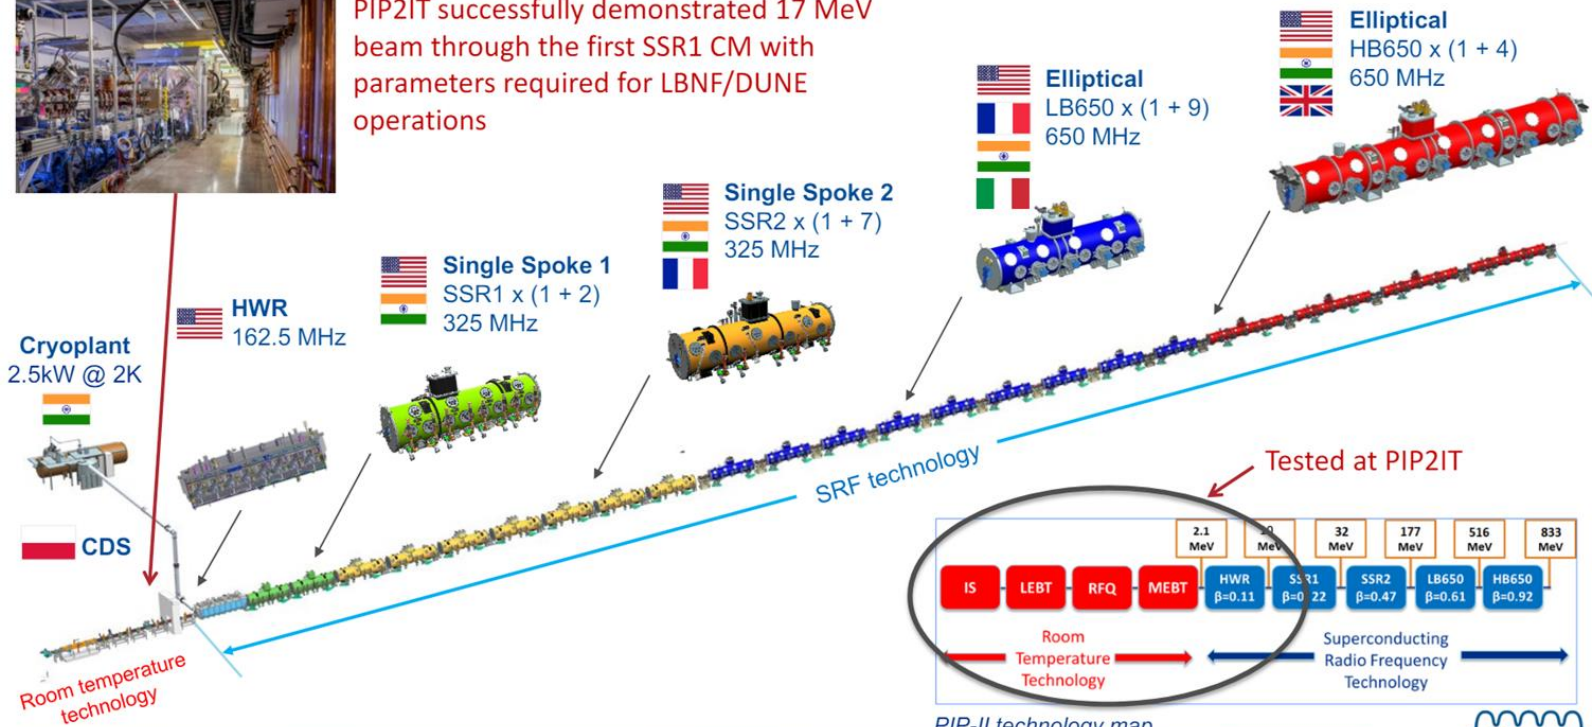 PIP2IT successfully demonstrated 17 MeV
beam through the first SSR1 CM with
parameters required for LBNF/DUNE
operations
Elliptical
HB650 x (1 + 4)
650 MHz
Elliptical
LB650 x (1 + 9)
650 MHz
Single Spoke 2
SSR2 x (1 + 7)
325 MHz
Single Spoke 1
SSR1 x (1 + 2)
325 MHz
HWR
162.5 MHz
Cryoplant
2.5kW @ 2K
CDS
Room temperature
technology
SRF technology
Tested at PIP2IT
2.1
MeV
MeV
32
MeV
177
MeV
516
MeV
833
MeV
IS
LEBT
RFQ
MEBT
HWR
β=0.11
SSR1
SSR2
β=0.47
LB650
β=0.61
HB650
β=0.92
Room
Temperature
Technology
Superconducting
Radio Frequency
Technology
PIP-II technology map